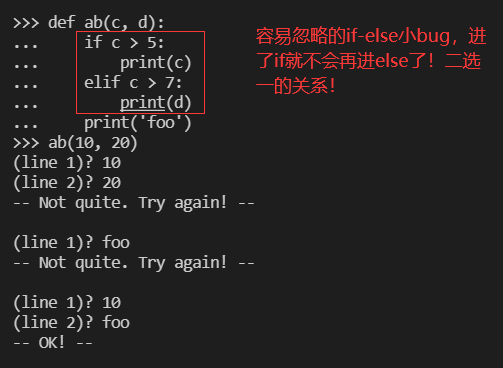 >>> def ab(c, d):
...     if c > 5:
...         print(c)
...     elif c > 7:
...         print(d)
...     print('foo')
>>> ab(10, 20)
(line 1)? 10
(line 2)? 20
-- Not quite. Try again! --

(line 1)? foo
-- Not quite. Try again! --

(line 1)? 10
(line 2)? foo
-- OK! --
容易忽略的if-else小bug，进
了if就不会再进else了！二选
一的关系！